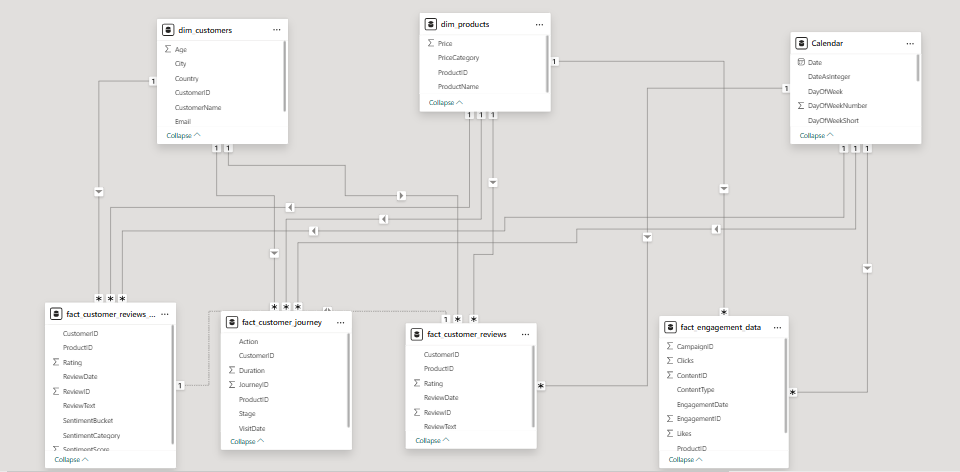 dim_customers
Age
City
Country
CustomerID
CustomerName
Email
Collapse
dim_products
Price
PriceCategory
ProductID
ProductName
Collapse
Calendar
Date
DateAsInteger
DayOfWeek
DayOfWeekNumber
DayOfWeekShort
Collapse
1
1
1
1 1
1 1 1
1 1 1
1
* * *
* * *
1 * *
*
1
*
*
fact_customer_reviews_...
CustomerID
ProductID
Rating
ReviewDate
ReviewID
ReviewText
SentimentBucket
SentimentCategory
SentimentScore
Collapse
fact_customer_journey
Action
CustomerID
Duration
JourneyID
ProductID
Stage
VisitDate
Collapse
fact_customer_reviews
CustomerID
ProductID
Rating
ReviewDate
ReviewID
ReviewText
Collapse
fact_engagement_data
CampaignID
Clicks
ContentID
ContentType
EngagementDate
EngagementID
Likes
ProductID
Collapse